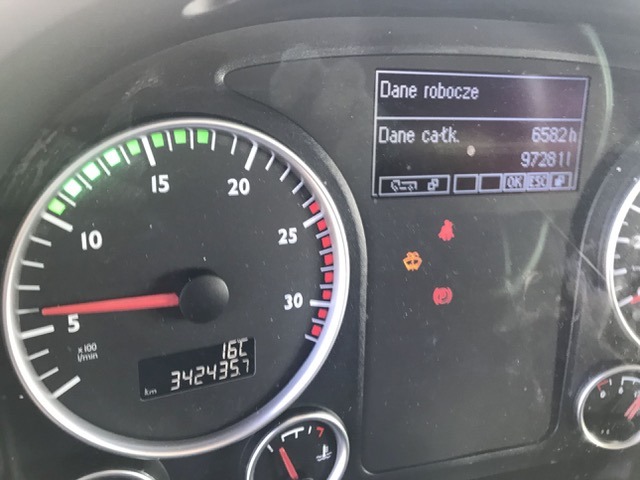 Dane robocze
Dane całk. 6582 h
97281 l
OK ESC
5
10
15
20
25
30
x100
l/min
16C
km 342435.7
(P)